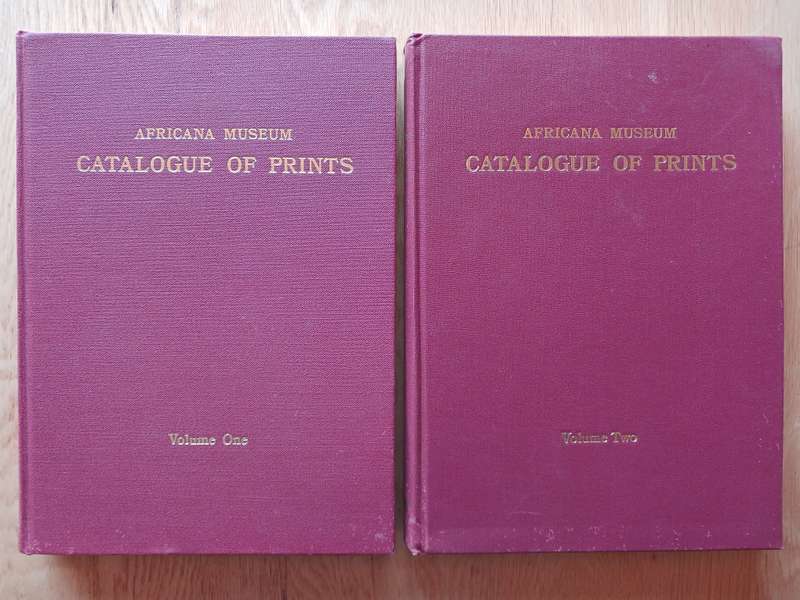 AFRICANA MUSEUM
CATALOGUE OF PRINTS
Volume One
AFRICANA MUSEUM
CATALOGUE OF PRINTS
Volume Two